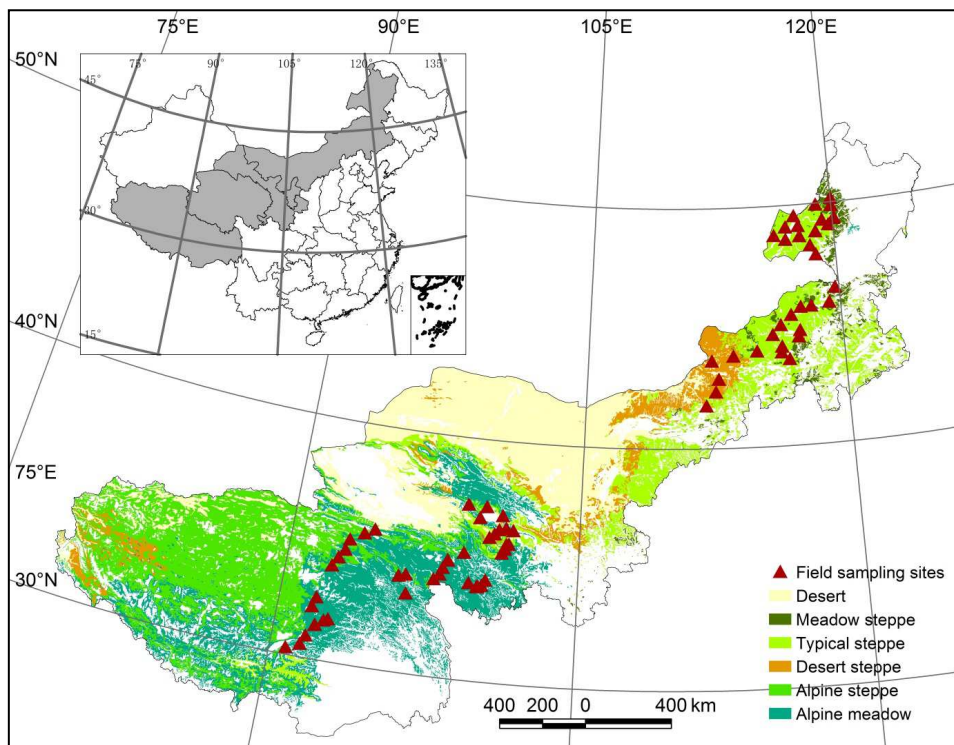 75°E 90°E 105°E 120°E
50°N
75° 90° 105° 120° 135°
45°
30°
15°
40°N
75°E
30°N
Field sampling sites
Desert
Meadow steppe
Typical steppe
Desert steppe
Alpine steppe
Alpine meadow
400 200 0 400 km